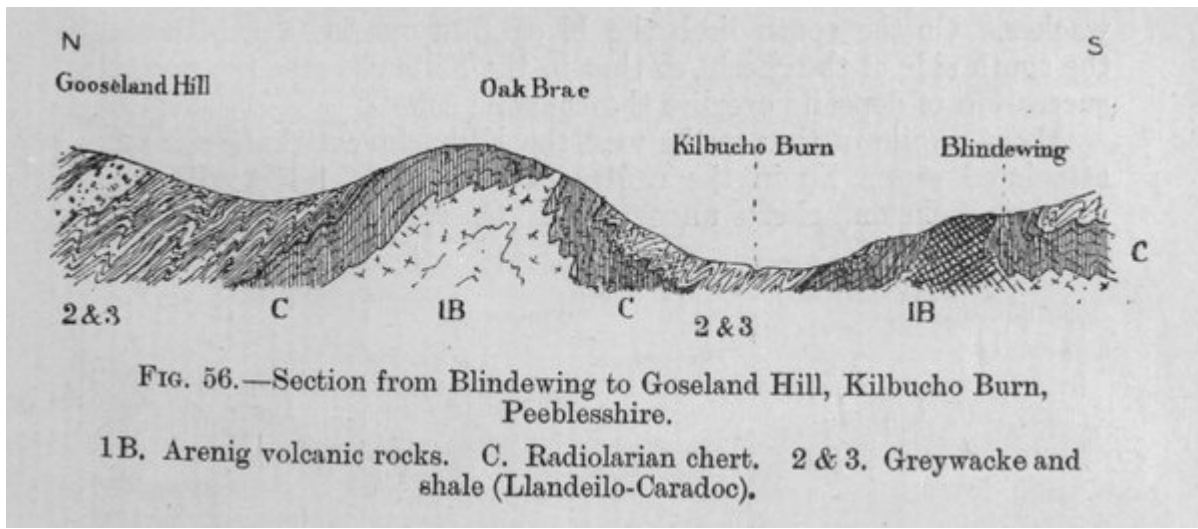 N
S
Gooseland Hill
Oak Brae
Kilbucho Burn
Blindewing
C
2 & 3
C
1B
C
2 & 3
1B
FIG. 56.—Section from Blindewing to Goseland Hill, Kilbucho Burn,
Peeblesshire.
1 B. Arenig volcanic rocks. C. Radiolarian chert. 2 & 3. Greywacke and
shale (Llandeilo-Caradoc).